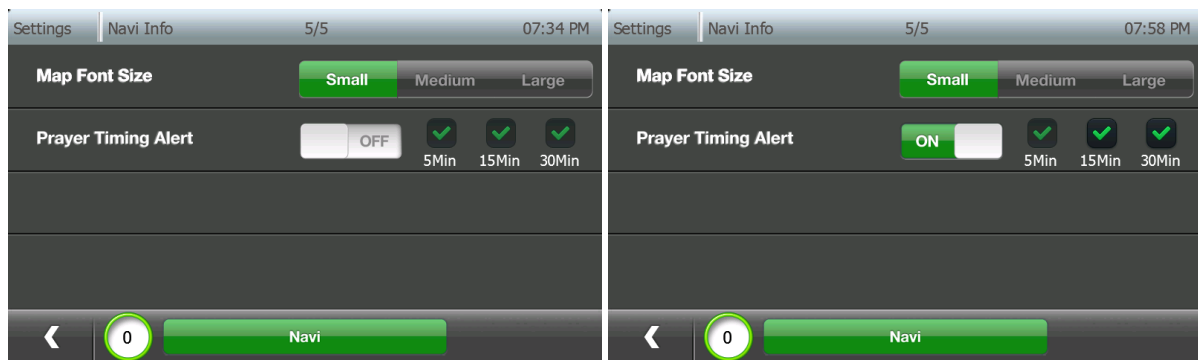 Settings Navi Info 5/5 07:34 PM
Map Font Size Small Medium Large
Prayer Timing Alert OFF
5Min 15Min 30Min
0 Navi
Settings Navi Info 5/5 07:58 PM
Map Font Size Small Medium Large
Prayer Timing Alert ON
5Min 15Min 30Min
0 Navi